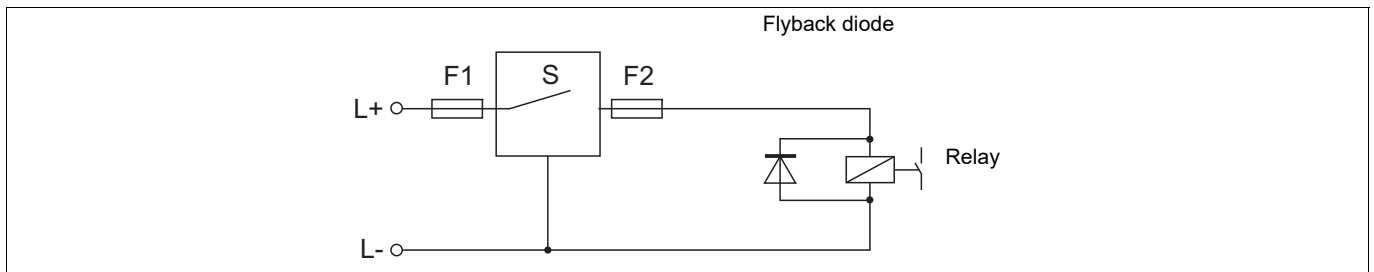 Flyback diode
F1
S
F2
L+
Relay
L-